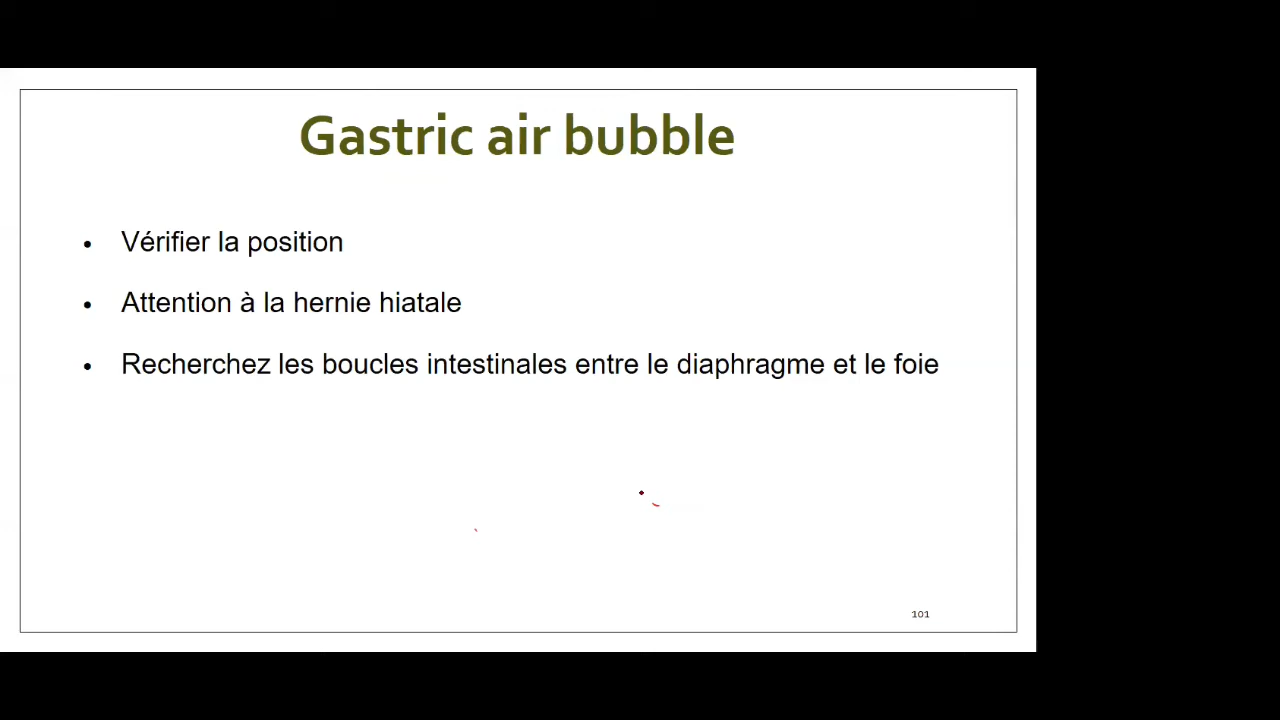 Gastric air bubble
• Vérifier la position
• Attention à la hernie hiatale
• Recherchez les boucles intestinales entre le diaphragme et le foie
101